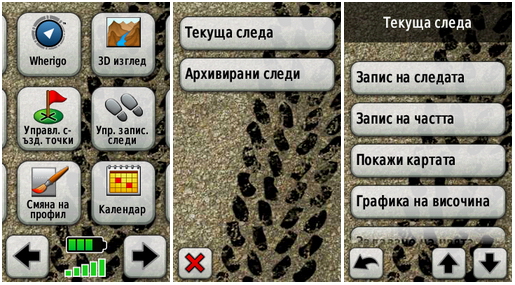 Wherigo
3D изглед
Управл. с-
ъзд. точки
Упр. запис.
следи
Смяна на
профил
Календар
Текуща следа
Архивирани следи
Текуща следа
Запис на следата
Запис на частта
Покажи картата
Графика на височина